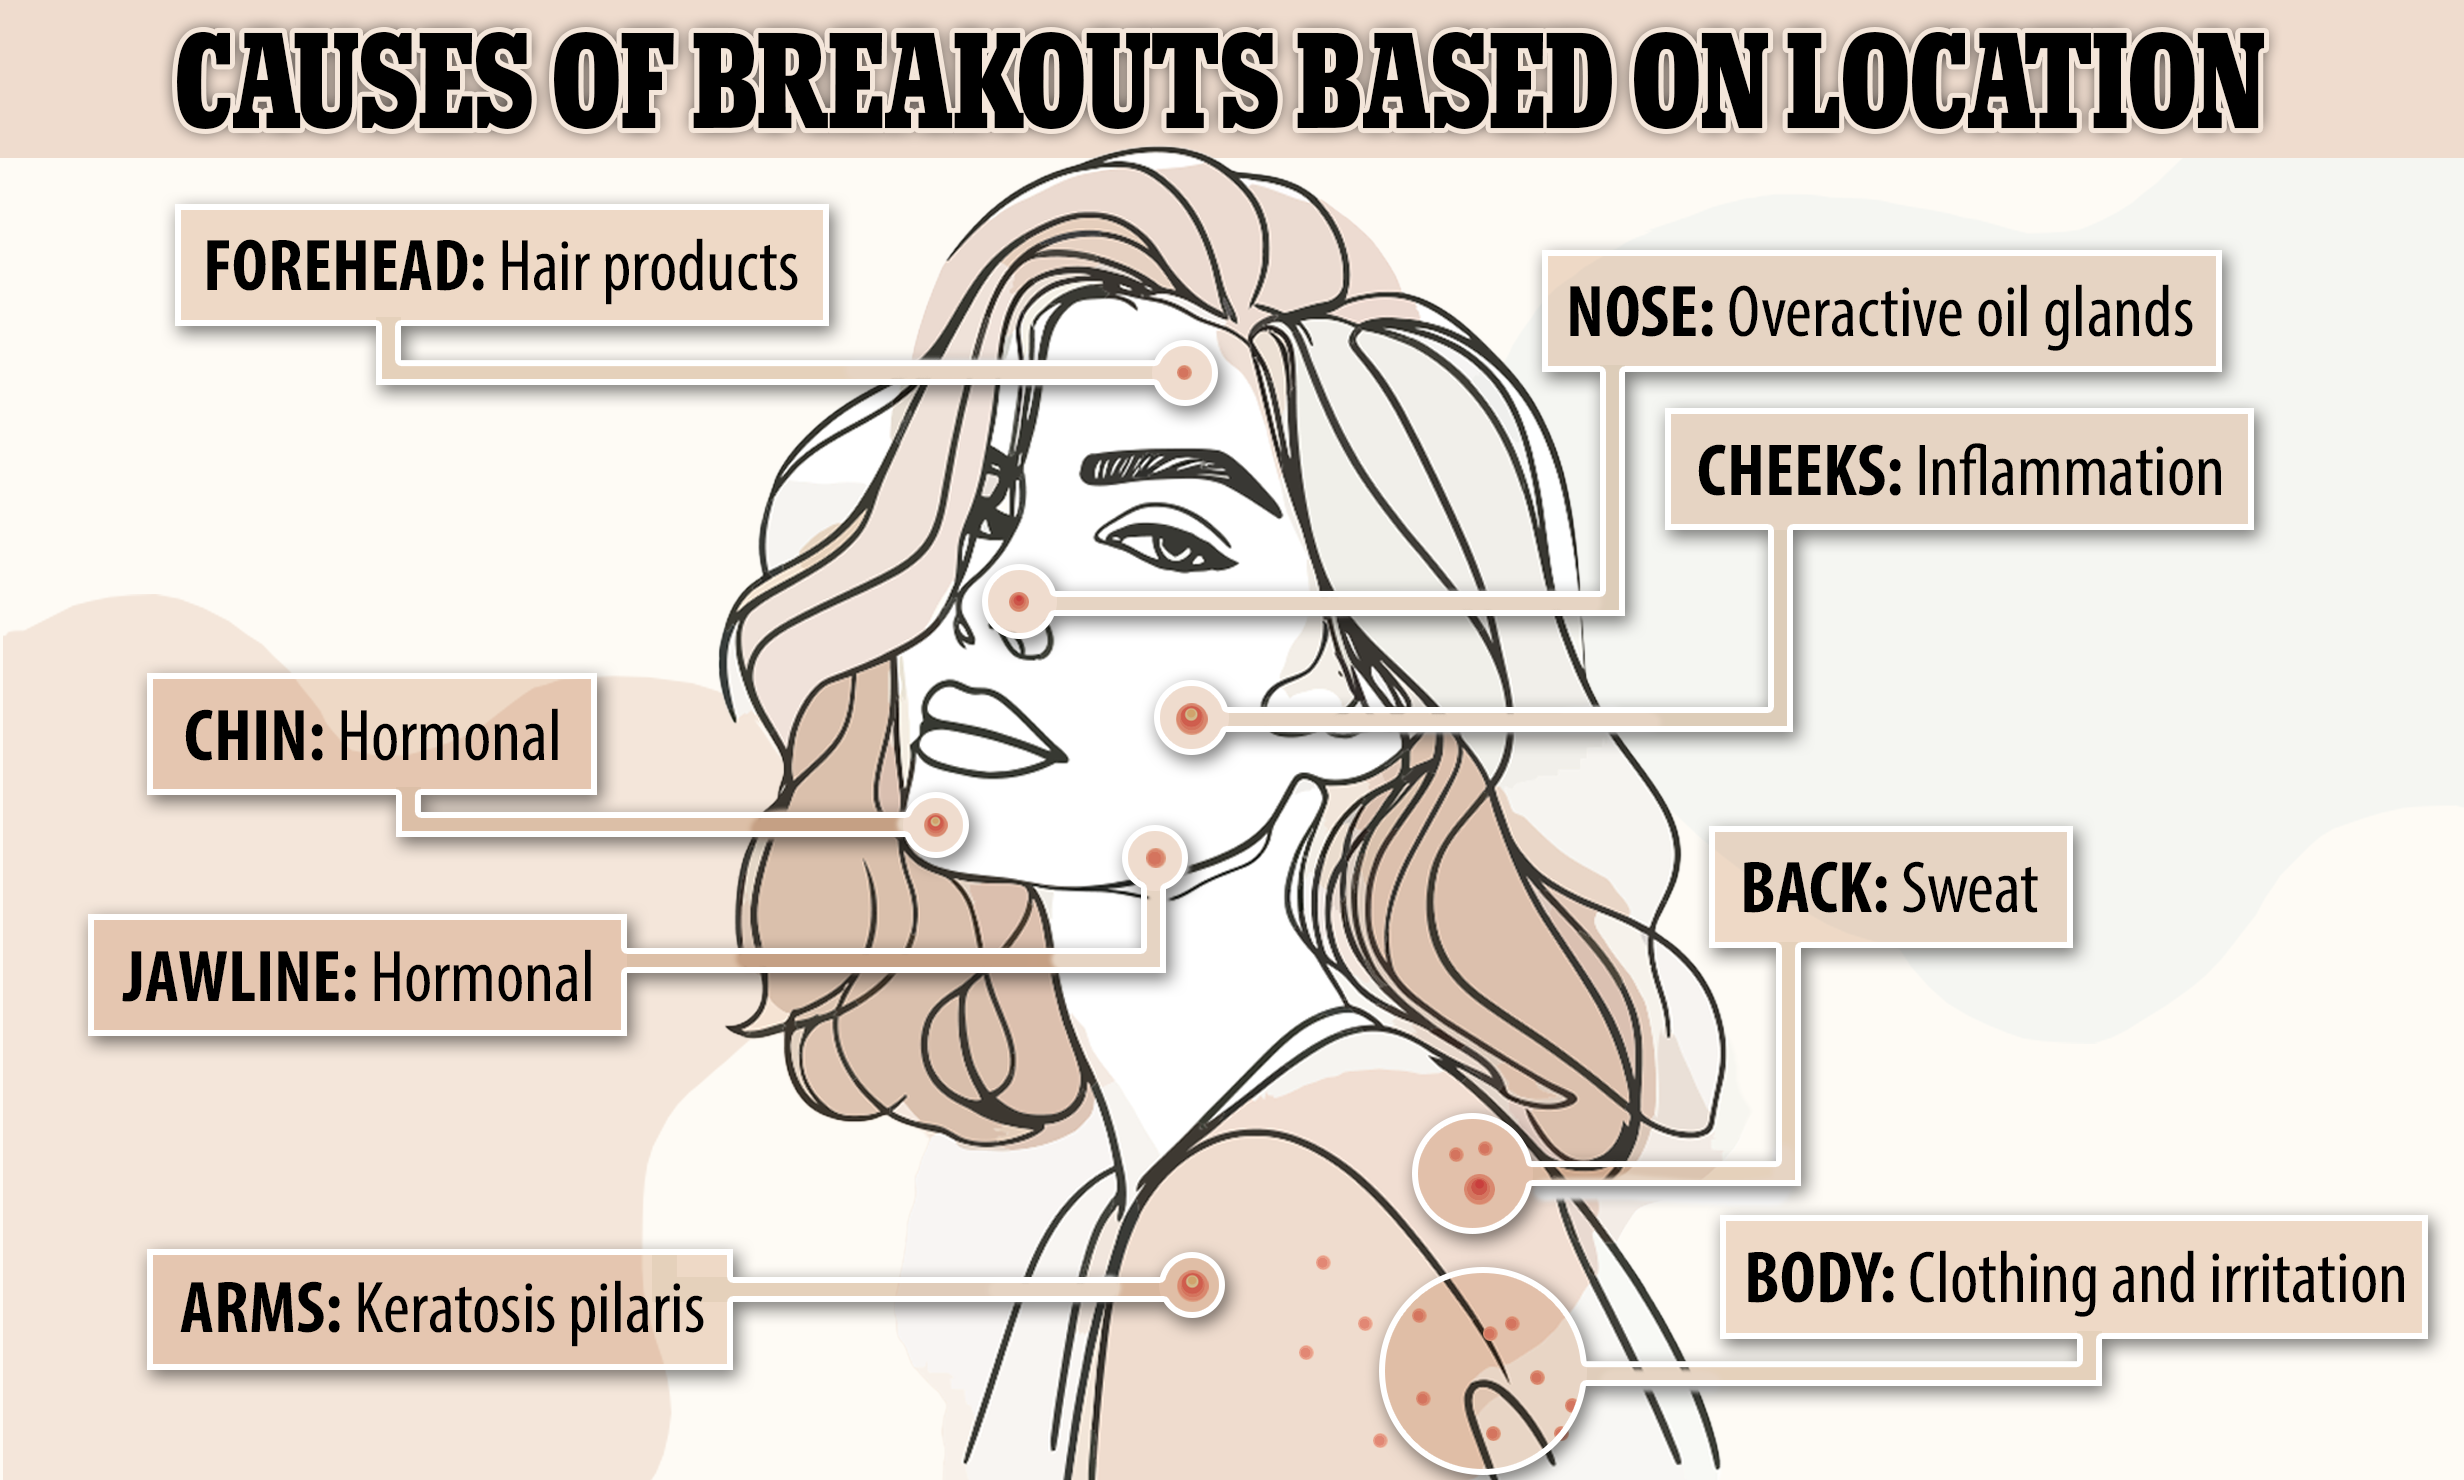 CAUSES OF BREAKOUTS BASED ON LOCATION
FOREHEAD: Hair products
NOSE: Overactive oil glands
CHEEKS: Inflammation
CHIN: Hormonal
BACK: Sweat
JAWLINE: Hormonal
BODY: Clothing and irritation
ARMS: Keratosis pilaris